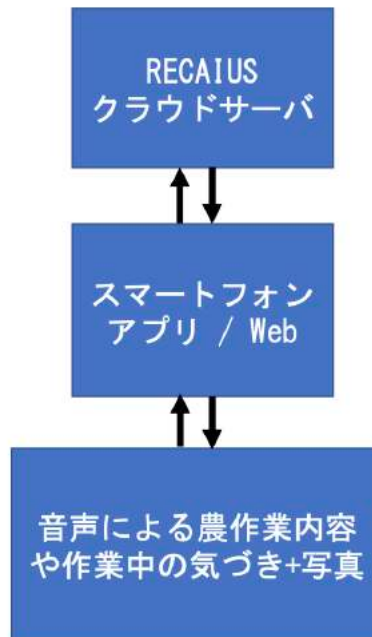 RECAIUS
クラウドサーバ
スマートフォン
アプリ / Web
音声による農作業内容
や作業中の気づき+写真